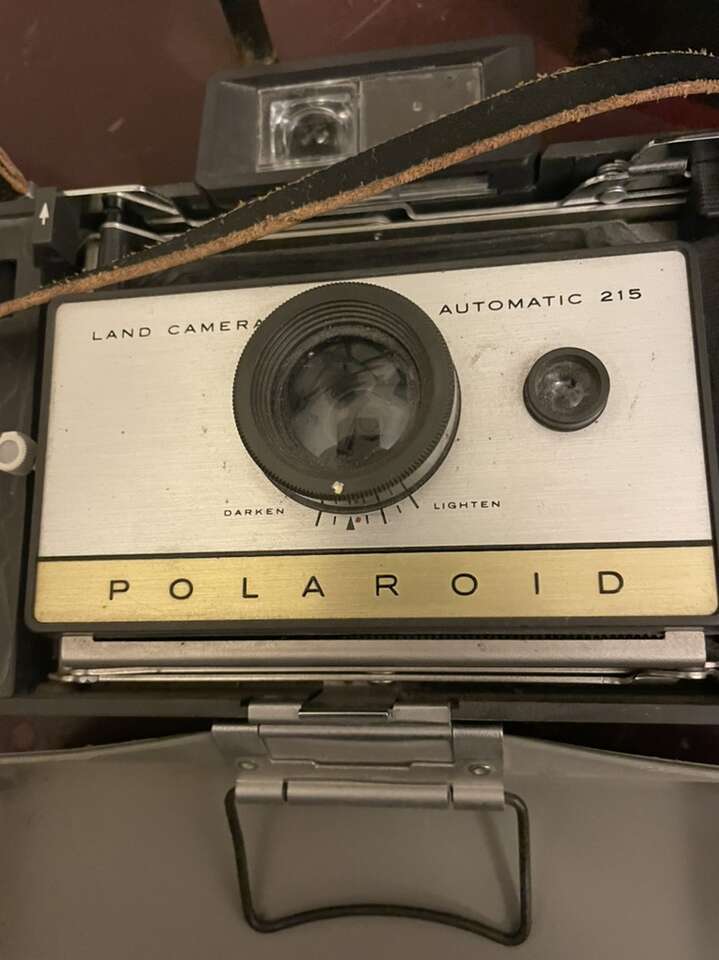 LAND CAMERA
AUTOMATIC 215
DARKEN
LIGHTEN
POLAROID